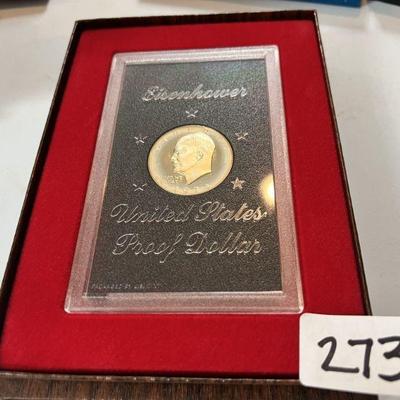 Eisenhower
United States
Proof Dollar
273